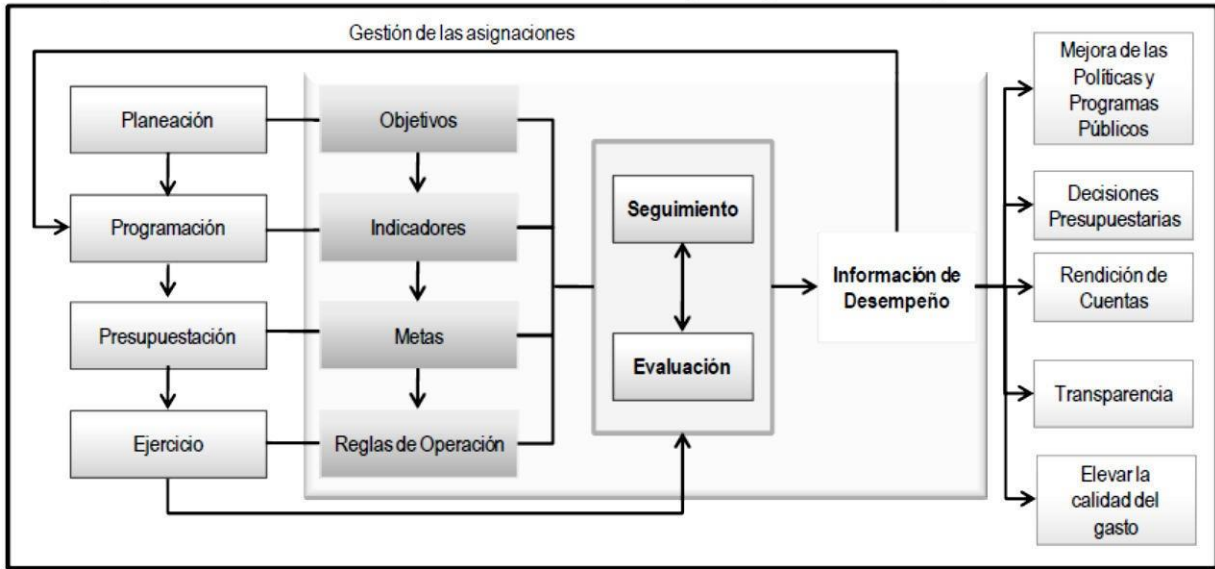 Gestión de las asignaciones
Planeación
Programación
Presupuestación
Ejercicio
Objetivos
Indicadores
Metas
Reglas de Operación
Seguimiento
Evaluación
Información de
Desempeño
Mejora de las
Políticas y
Programas
Públicos
Decisiones
Presupuestarias
Rendición de
Cuentas
Transparencia
Elevar la
calidad del
gasto